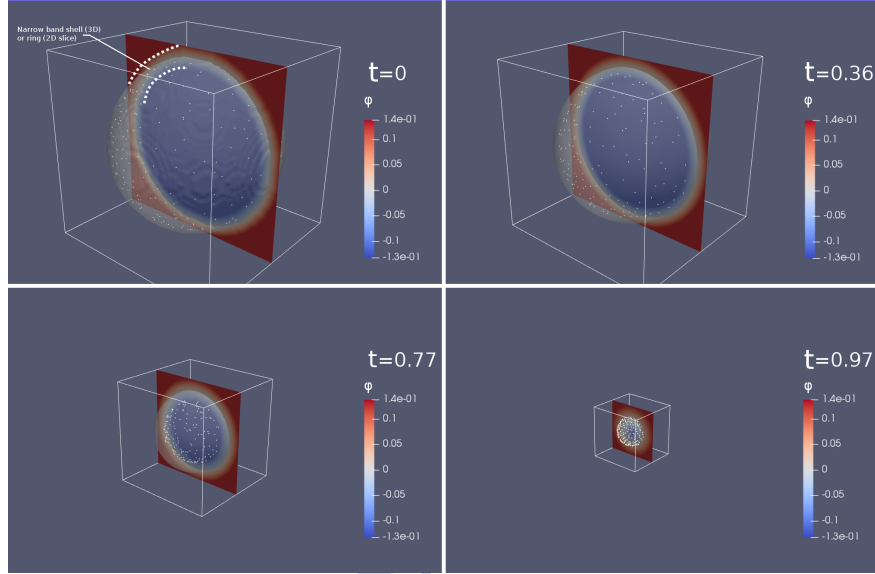 Narrow band shell (3D)
or ring (2D slice)
t=0
φ
1.4e-01
0.1
0.05
0
-0.05
-0.1
-1.3e-01
t=0.36
φ
1.4e-01
0.1
0.05
0
-0.05
-0.1
-1.3e-01
t=0.77
φ
1.4e-01
0.1
0.05
0
-0.05
-0.1
-1.3e-01
t=0.97
φ
1.4e-01
0.1
0.05
0
-0.05
-0.1
-1.3e-01